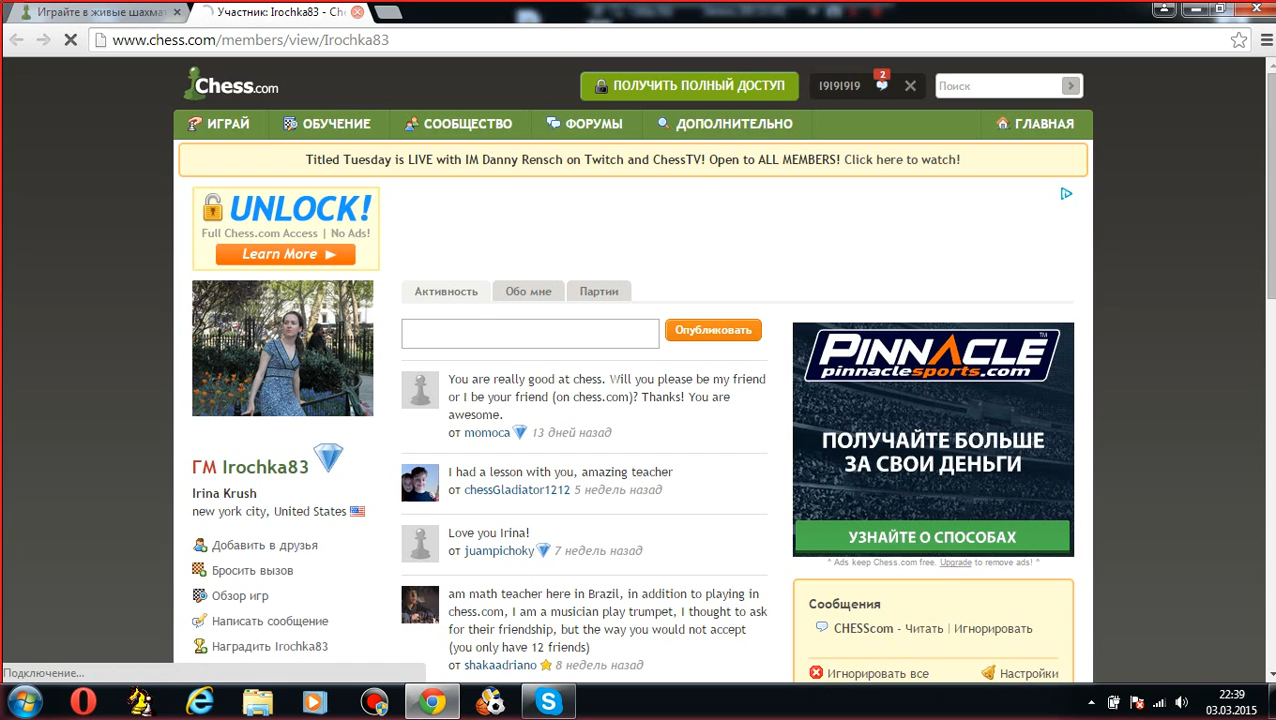 Играйте в живые шахмат
Участник: Irochka83 - Che
www.chess.com/members/view/Irochka83
Chess.com
ПОЛУЧИТЬ ПОЛНЫЙ ДОСТУП
19191919
2
Поиск
ИГРАЙ
ОБУЧЕНИЕ
СООБЩЕСТВО
ФОРУМЫ
ДОПОЛНИТЕЛЬНО
ГЛАВНАЯ
Titled Tuesday is LIVE with IM Danny Rensch on Twitch and ChessTV! Open to ALL MEMBERS! Click here to watch!
UNLOCK!
Full Chess.com Access | No Ads!
Learn More
ГМ Irochka83
Irina Krush
new york city, United States
Добавить в друзья
Бросить вызов
Обзор игр
Написать сообщение
Наградить Irochka83
Активность
Обо мне
Партии
Опубликовать
You are really good at chess. Will you please be my friend
or I be your friend (on chess.com)? Thanks! You are
awesome.
от momoca 13 дней назад
I had a lesson with you, amazing teacher
от chessGladiator1212 5 недель назад
Love you Irina!
от juampichoky 7 недель назад
am math teacher here in Brazil, in addition to playing in
chess.com, I am a musician play trumpet, I thought to ask
for their friendship, but the way you would not accept
(you only have 12 friends)
от shakaadriano 8 недель назад
PINNACLE™
pinnaclesports.com
ПОЛУЧАЙТЕ БОЛЬШЕ
ЗА СВОИ ДЕНЬГИ
УЗНАЙТЕ О СПОСОБАХ
^ Ads keep Chess.com free. Upgrade to remove ads! ^
Сообщения
CHESScom - Читать | Игнорировать
Игнорировать все
Настройки
Подключение...
22:39
03.03.2015